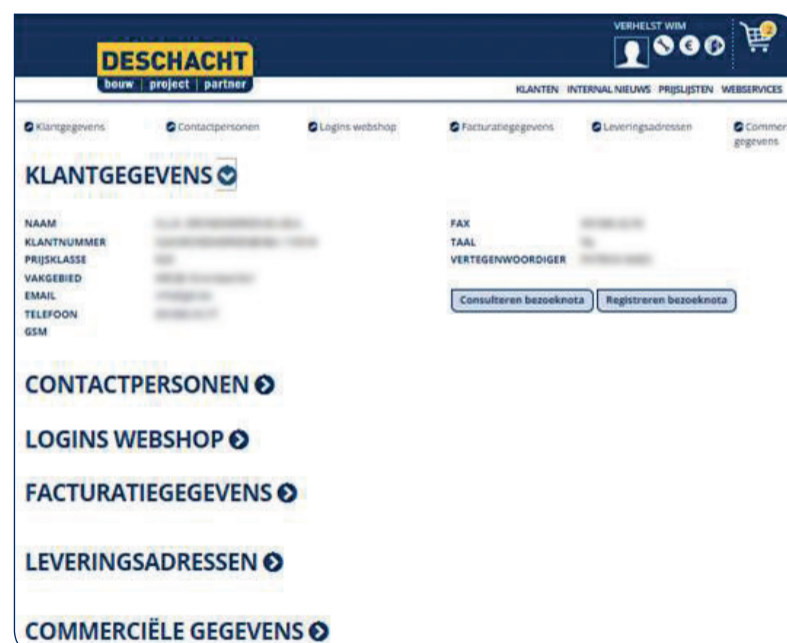 VERHELST WIM
DESCHACHT
bouw | project | partner
KLANTEN INTERNAL NIEUWS PRIJSLIJSTEN WEBSERVICES
Klantgegevens Contactpersonen Logins webshop Facturatiegegevens Leveringsadressen Commer
gegevens
KLANTGEGEVENS
NAAM
KLANTNUMMER
PRIJSKLASSE
VAKGEBIED
EMAIL
TELEFOON
GSM
FAX
TAAL
VERTEGENWOORDIGER
Consulteren bezoeknota Registreren bezoeknota
CONTACTPERSONEN
LOGINS WEBSHOP
FACTURATIEGEGEVENS
LEVERINGSADRESSEN
COMMERCIËLE GEGEVENS